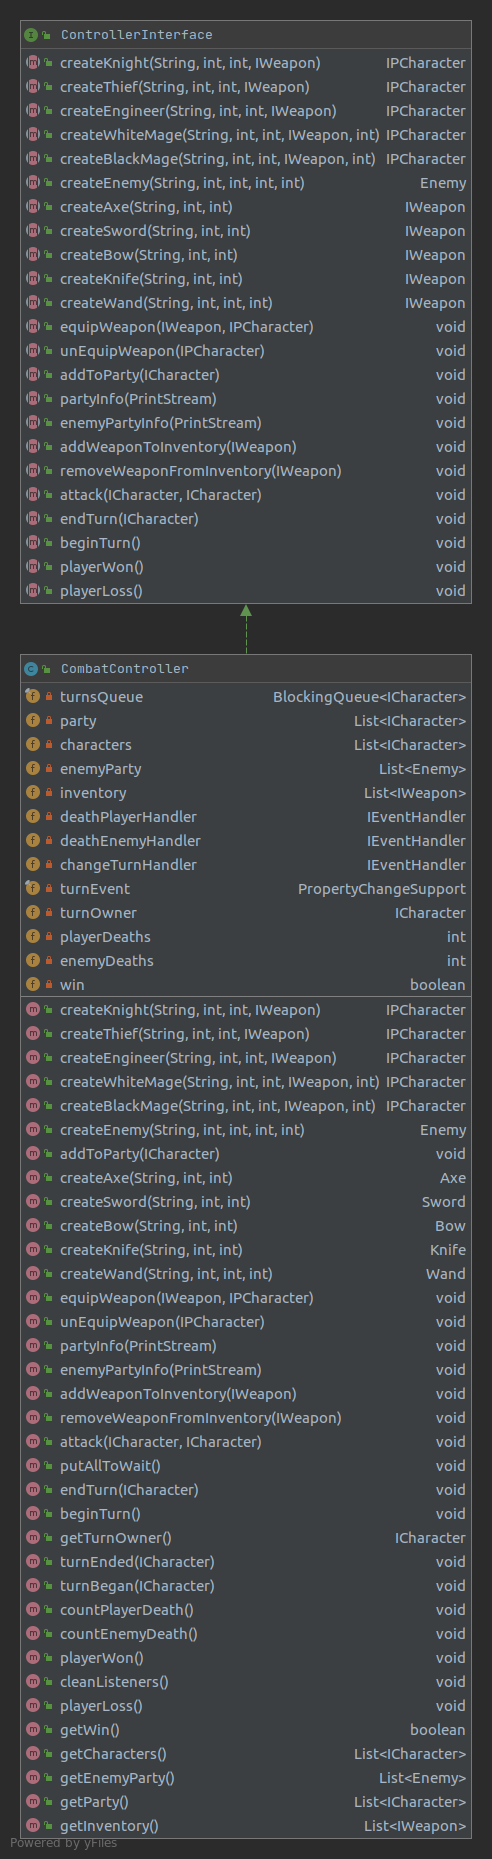 ControllerInterface
createKnight(String, int, int, IWeapon) IPCharacter
createThief(String, int, int, IWeapon) IPCharacter
createEngineer(String, int, int, IWeapon) IPCharacter
createWhiteMage(String, int, int, IWeapon, int) IPCharacter
createBlackMage(String, int, int, IWeapon, int) IPCharacter
createEnemy(String, int, int, int, int) Enemy
createAxe(String, int, int) IWeapon
createSword(String, int, int) IWeapon
createBow(String, int, int) IWeapon
createKnife(String, int, int) IWeapon
createWand(String, int, int, int) IWeapon
equipWeapon(IWeapon, IPCharacter) void
unEquipWeapon(IPCharacter) void
addToParty(ICharacter) void
partyInfo(PrintStream) void
enemyPartyInfo(PrintStream) void
addWeaponToInventory(IWeapon) void
removeWeaponFromInventory(IWeapon) void
attack(ICharacter, ICharacter) void
endTurn(ICharacter) void
beginTurn() void
playerWon() void
playerLoss() void
CombatController
turnsQueue BlockingQueue<ICharacter>
party List<ICharacter>
characters List<ICharacter>
enemyParty List<Enemy>
inventory List<IWeapon>
deathPlayerHandler IEventHandler
deathEnemyHandler IEventHandler
changeTurnHandler IEventHandler
turnEvent PropertyChangeSupport
turnOwner ICharacter
playerDeaths int
enemyDeaths int
win boolean
createKnight(String, int, int, IWeapon) IPCharacter
createThief(String, int, int, IWeapon) IPCharacter
createEngineer(String, int, int, IWeapon) IPCharacter
createWhiteMage(String, int, int, IWeapon, int) IPCharacter
createBlackMage(String, int, int, IWeapon, int) IPCharacter
createEnemy(String, int, int, int, int) Enemy
addToParty(ICharacter) void
createAxe(String, int, int) Axe
createSword(String, int, int) Sword
createBow(String, int, int) Bow
createKnife(String, int, int) Knife
createWand(String, int, int, int) Wand
equipWeapon(IWeapon, IPCharacter) void
unEquipWeapon(IPCharacter) void
partyInfo(PrintStream) void
enemyPartyInfo(PrintStream) void
addWeaponToInventory(IWeapon) void
removeWeaponFromInventory(IWeapon) void
attack(ICharacter, ICharacter) void
putAllToWait() void
endTurn(ICharacter) void
beginTurn() void
getTurnOwner() ICharacter
turnEnded(ICharacter) void
turnBegan(ICharacter) void
countPlayerDeath() void
countEnemyDeath() void
playerWon() void
cleanListeners() void
playerLoss() void
getWin() boolean
getCharacters() List<ICharacter>
getEnemyParty() List<Enemy>
getParty() List<ICharacter>
getInventory() List<IWeapon>
Powered by yFiles